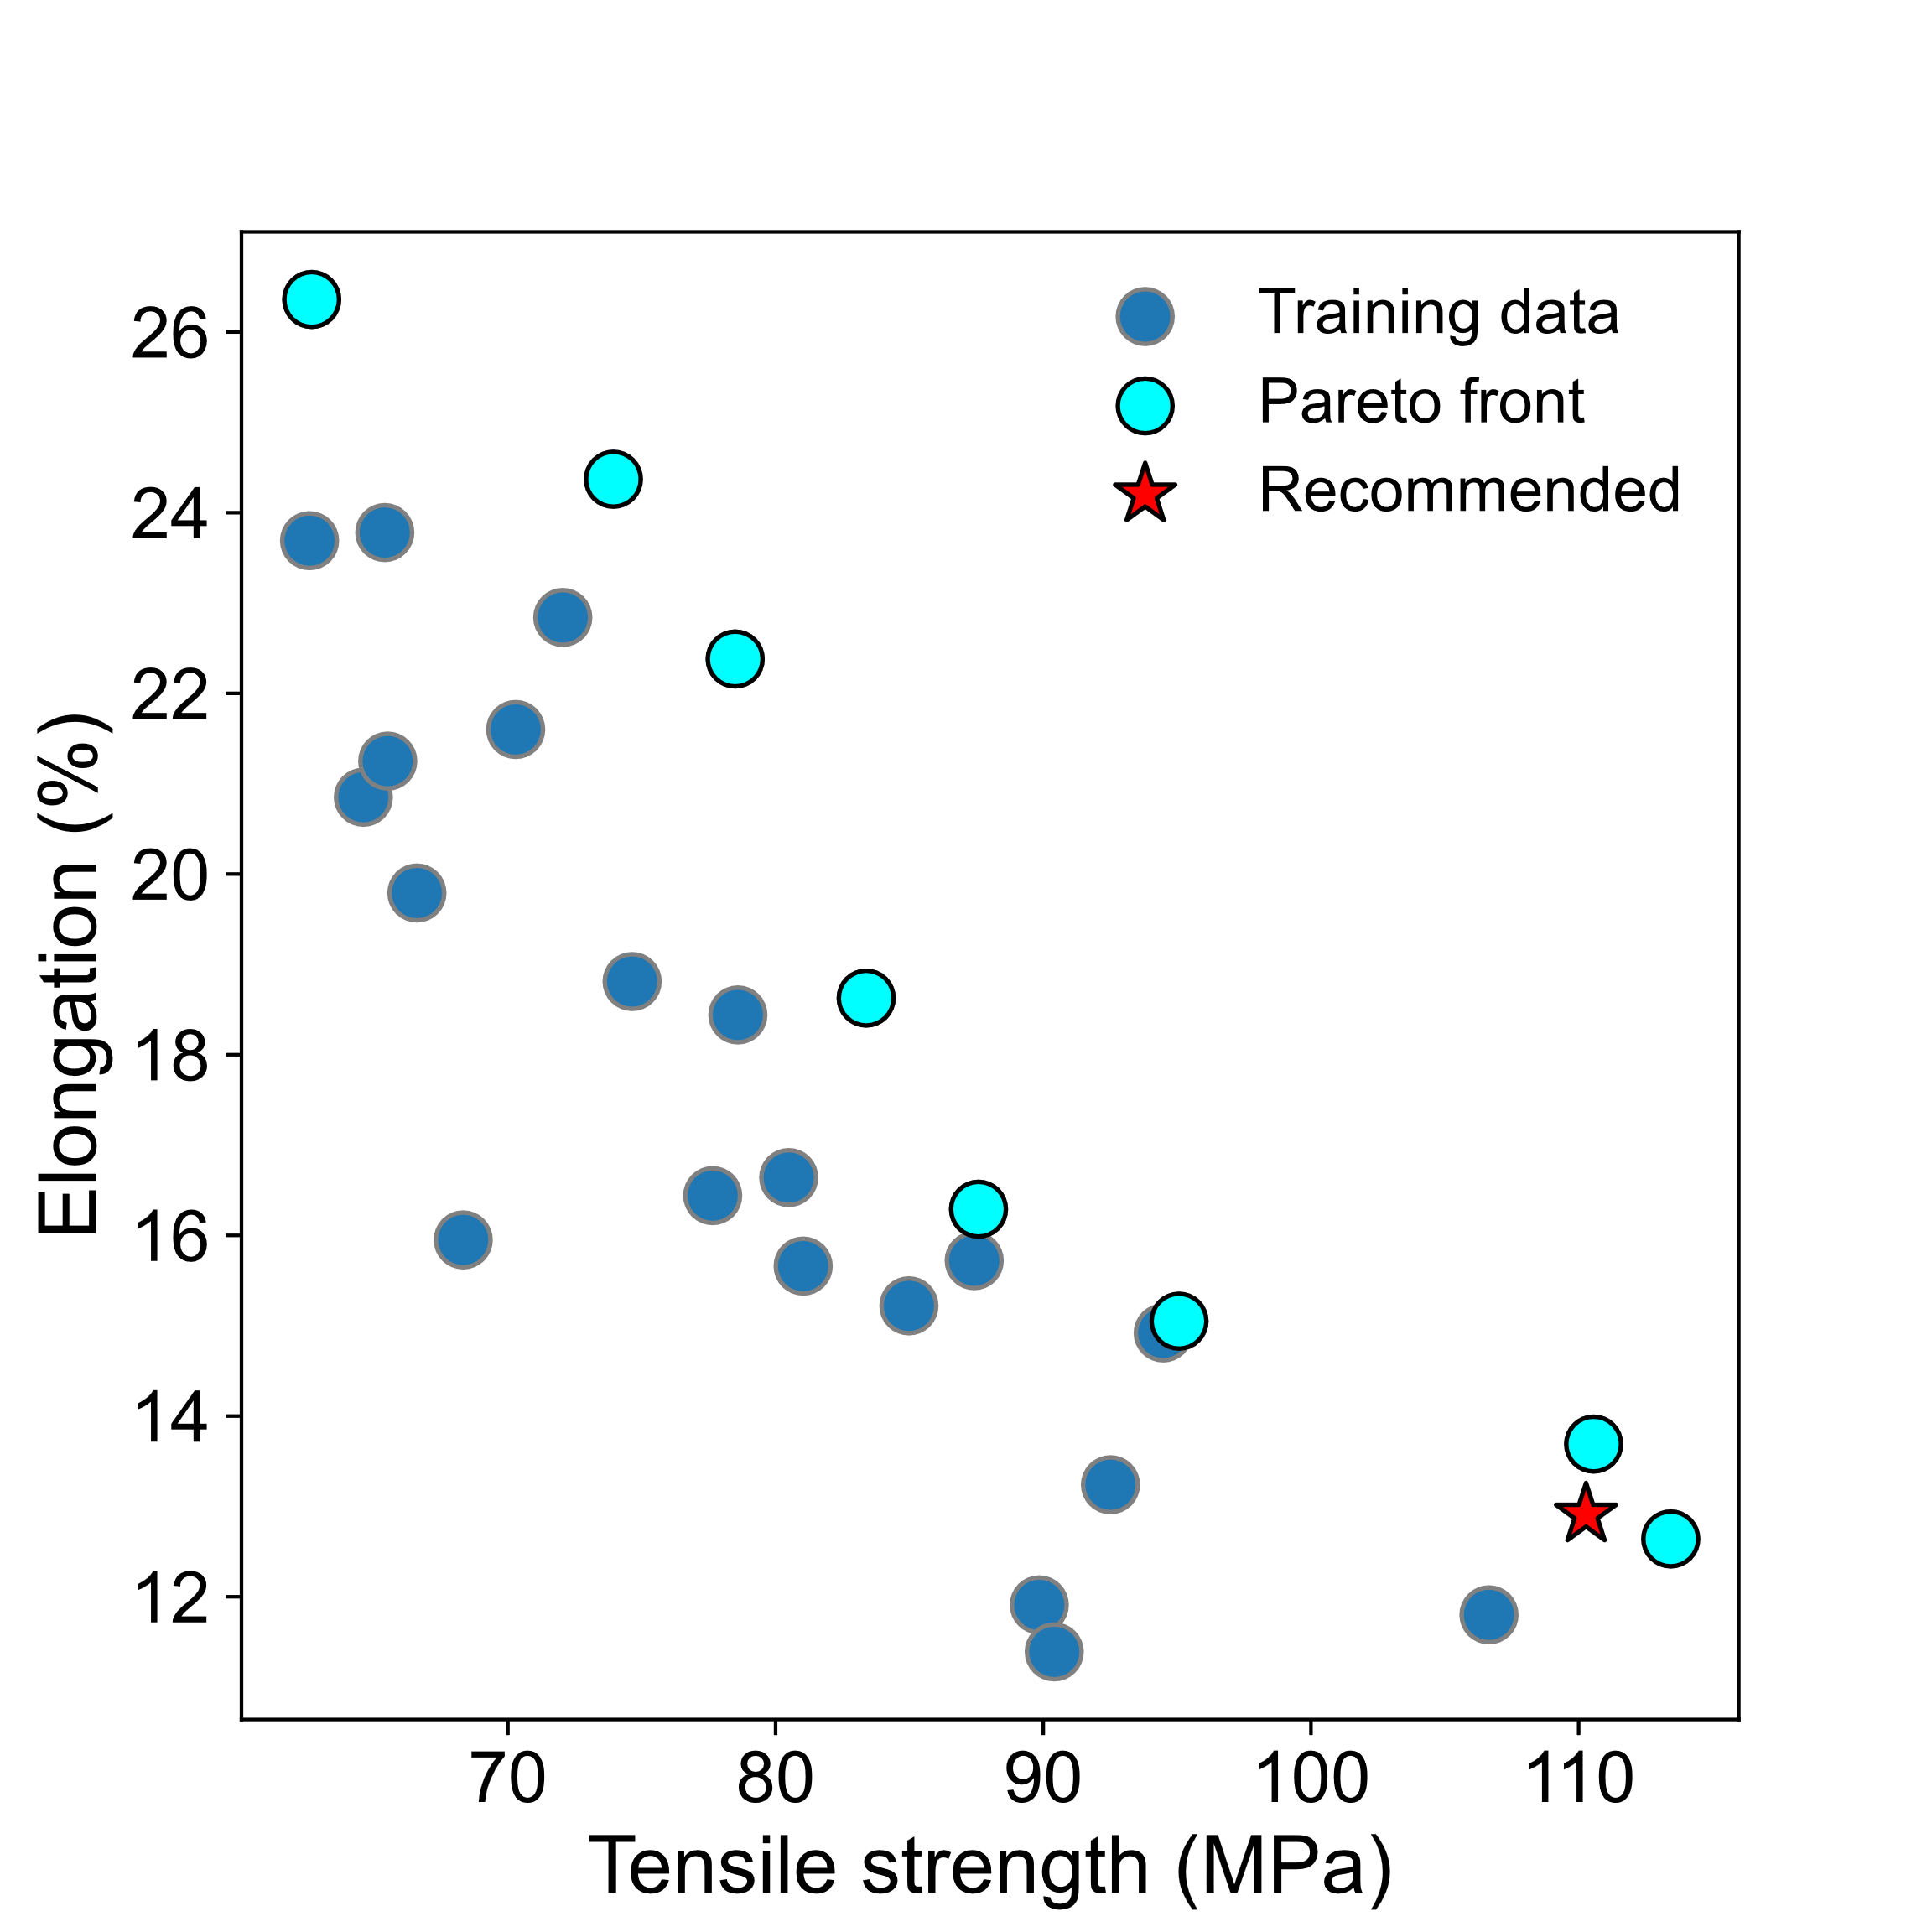 Training data
Pareto front
Recommended
Elongation (%)
26
24
22
20
18
16
14
12
70 80 90 100 110
Tensile strength (MPa)